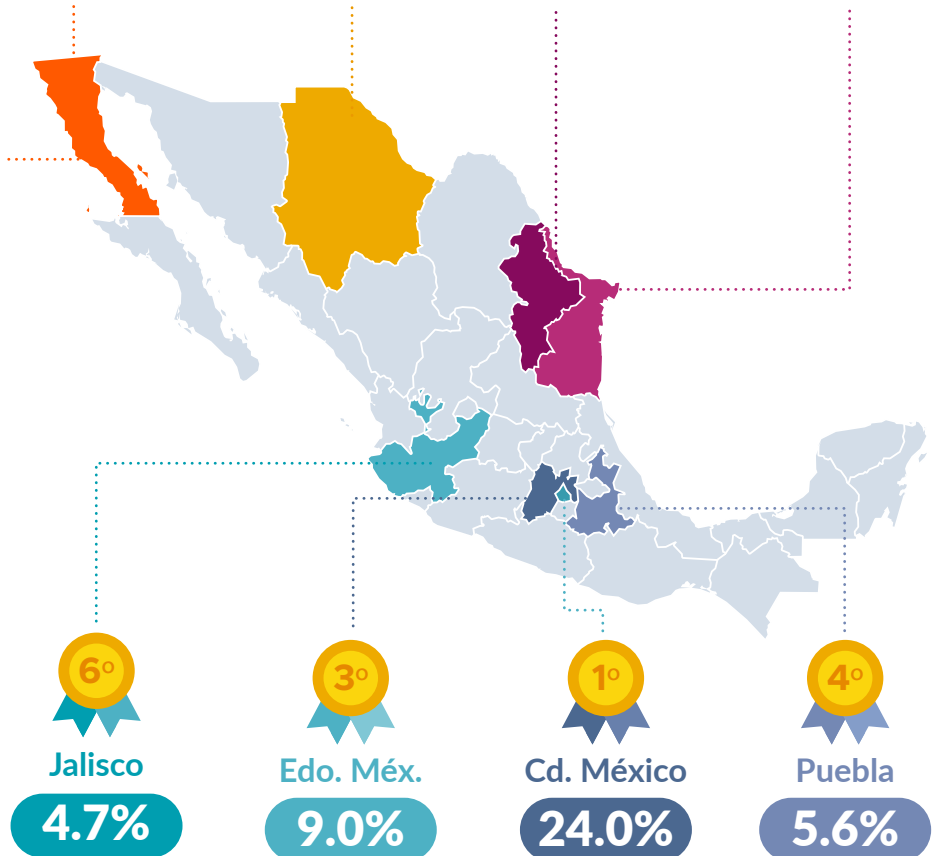 6º
3º
1º
4º
Jalisco
Edo. Méx.
Cd. México
Puebla
4.7%
9.0%
24.0%
5.6%